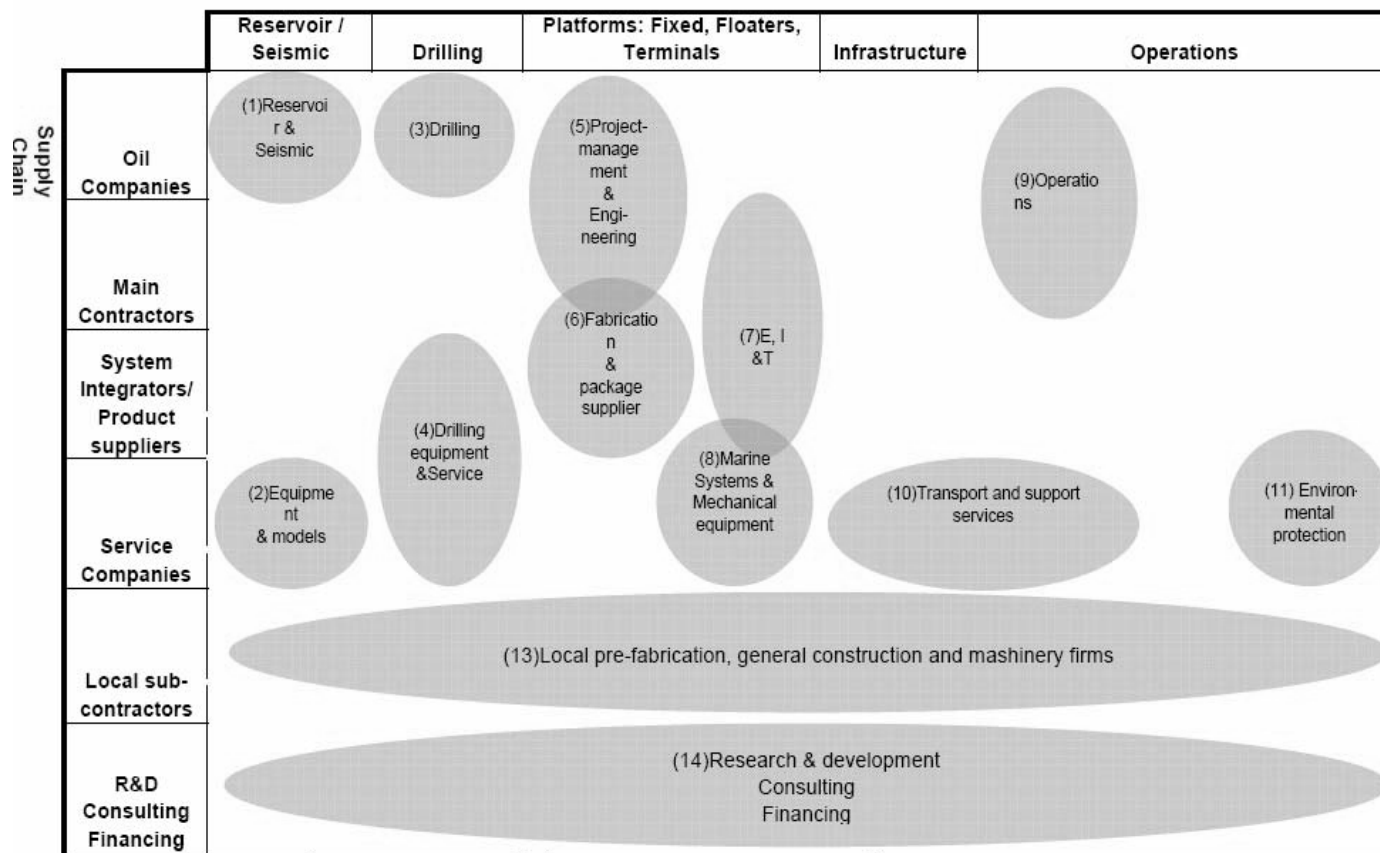 Reservoir /
Seismic
Drilling
Platforms: Fixed, Floaters,
Terminals
Infrastructure
Operations
Supply
Chain
Oil
Companies
(1)Reservoi
r &
Seismic
(3)Drilling
(5)Project-
manage
ment
&
Engi-
neering
(9)Operatio
ns
Main
Contractors
(6)Fabricatio
n
&
package
supplier
(7)E, I
&T
System
Integrators/
Product
suppliers
(4)Drilling
equipment
&Service
(8)Marine
Systems &
Mechanical
equipment
Service
Companies
(2)Equipme
nt
& models
(10)Transport and support
services
(11) Environ-
mental
protection
Local sub-
contractors
(13)Local pre-fabrication, general construction and mashinery firms
R&D
Consulting
Financing
(14)Research & development
Consulting
Financing